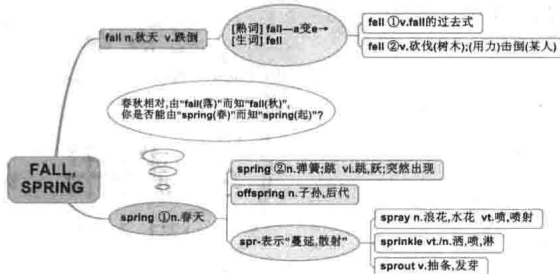 fall n.秋天 v.跌倒
[熟词] fall—a变e→
[生词] fell
fell ①v.fall的过去式
fell ②v.砍伐(树木);(用力)击倒(某人)
春秋相对,由“fall(落)”而知“fall(秋)”,
你是否能由“spring(春)”而知“spring(起)”?
FALL,
SPRING
spring ①n.春天
spring ②n.弹簧;跳 vi.跳,跃;突然出现
offspring n.子孙,后代
spr-表示“蔓延,散射”
spray n.浪花,水花 vt.喷,喷射
sprinkle vt./n.洒,喷,淋
sprout v.抽条,发芽